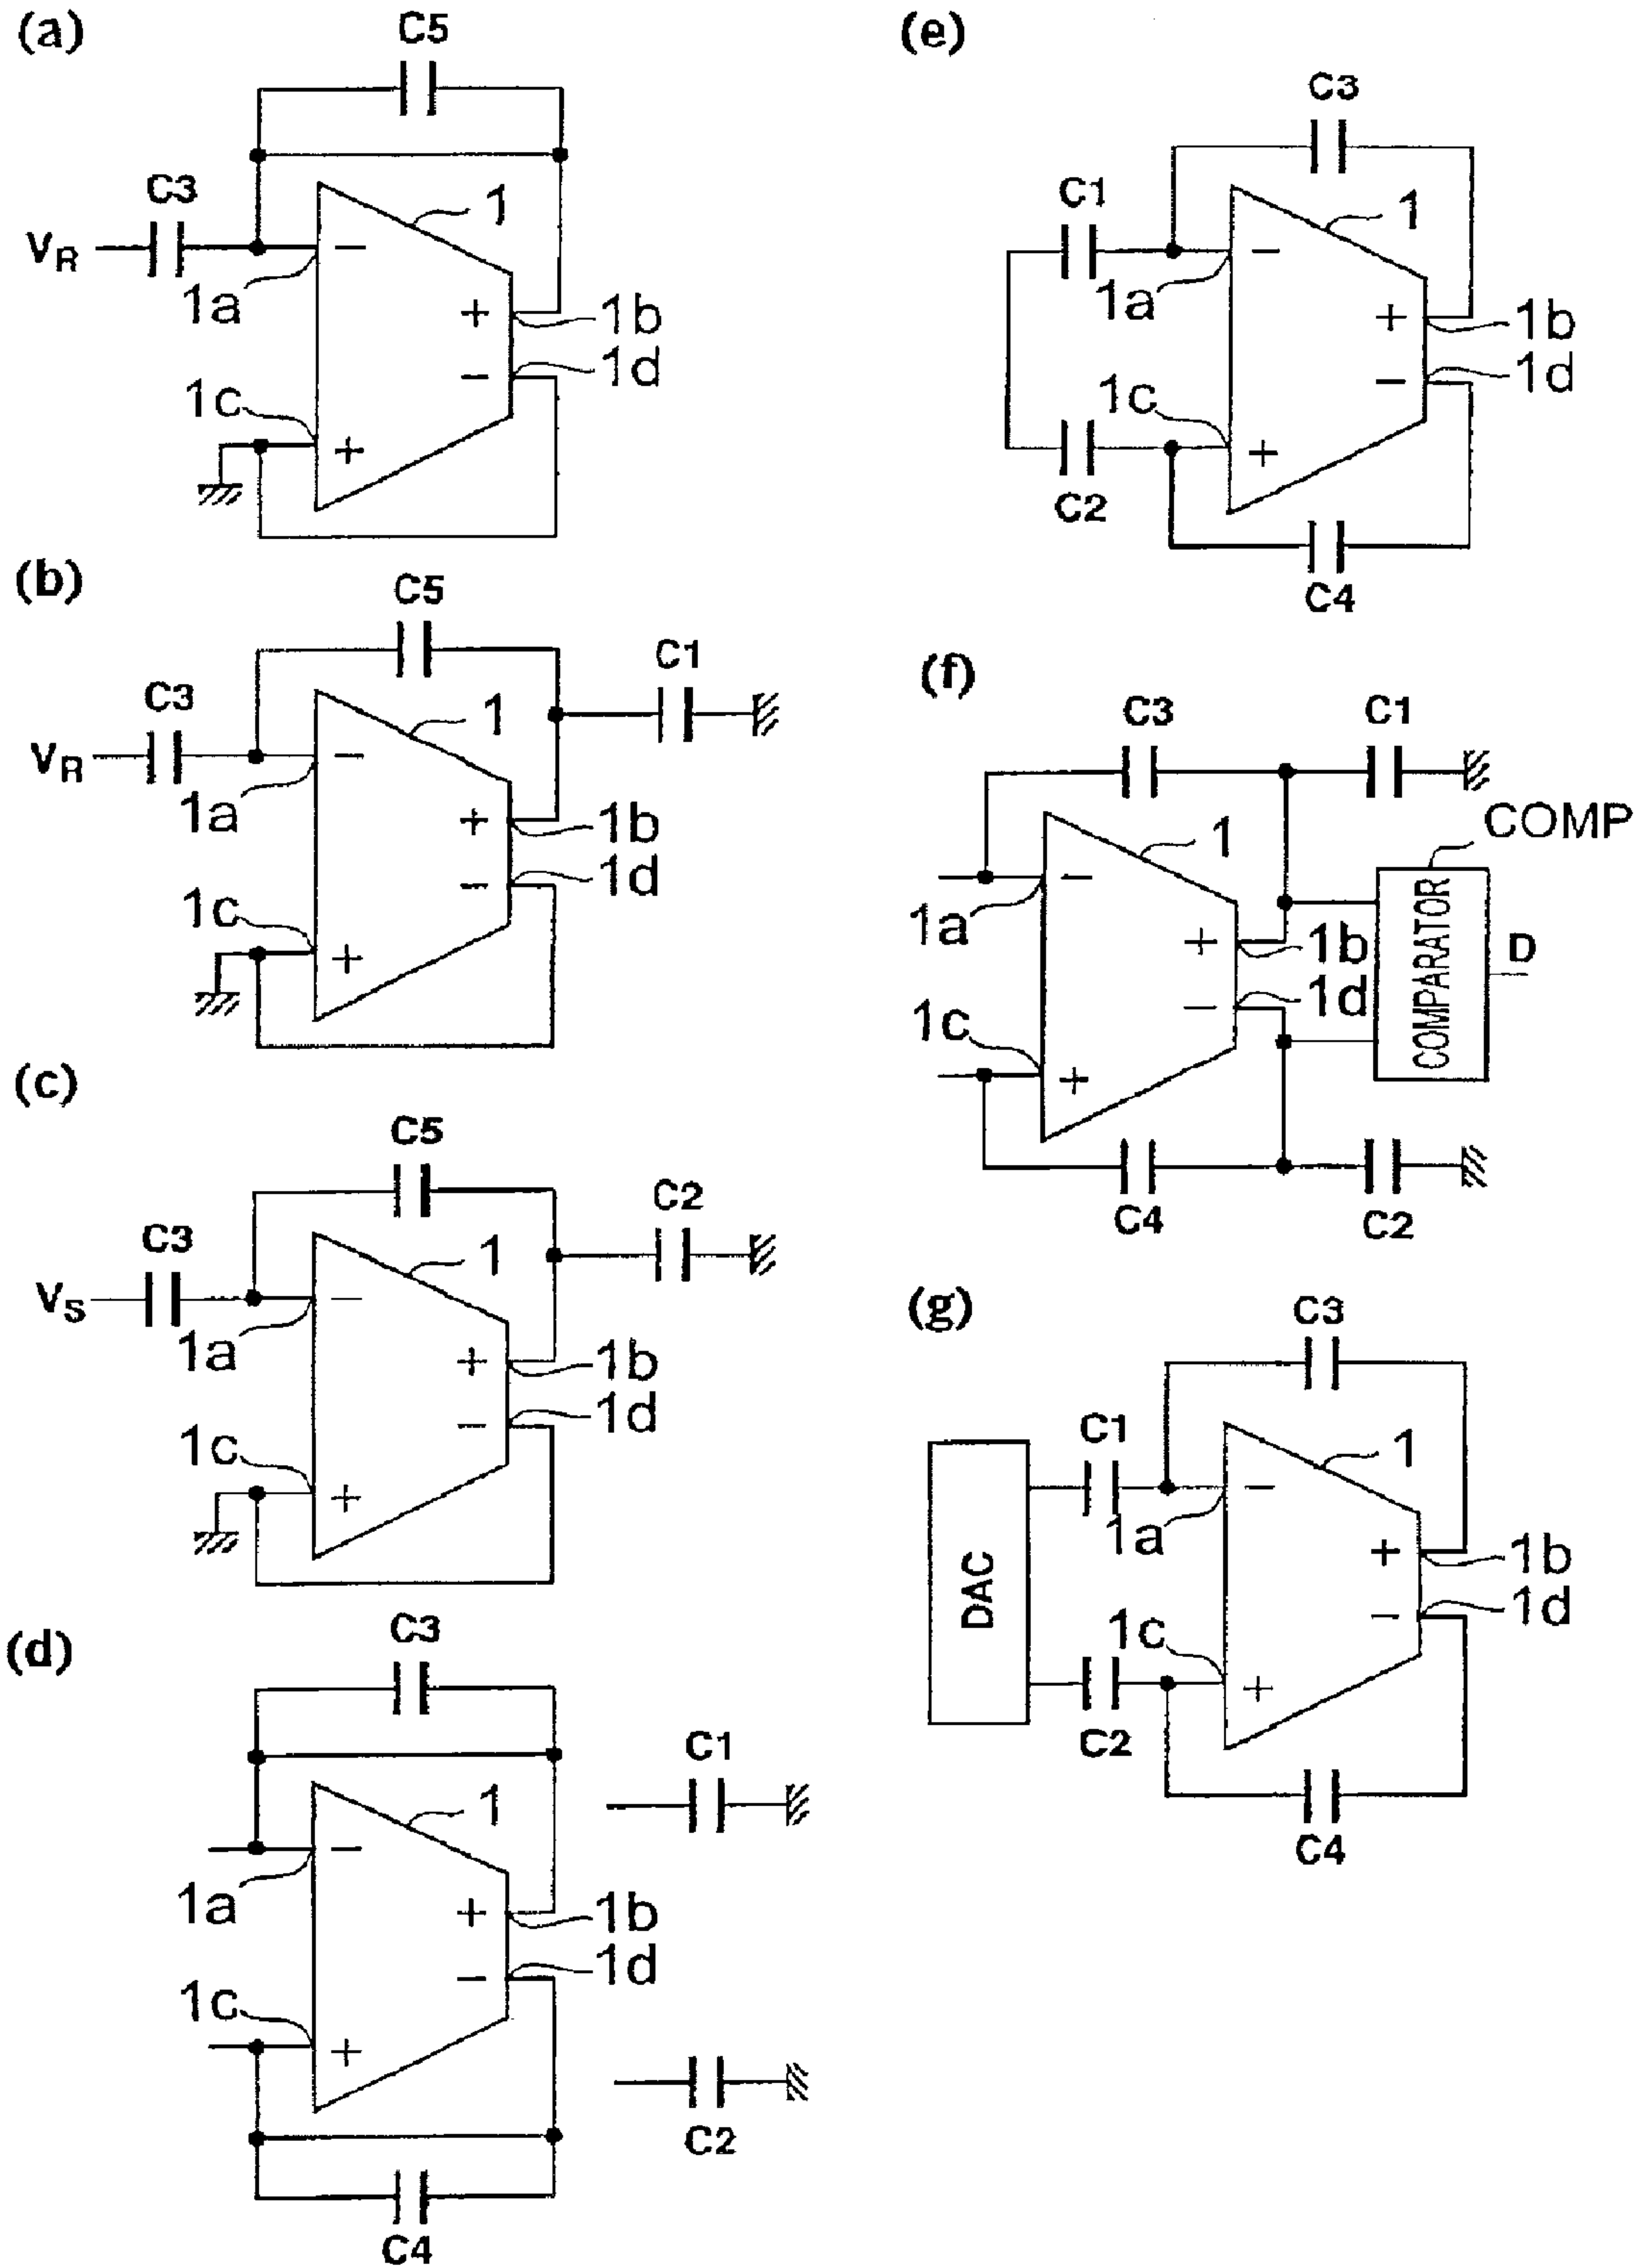 (a)
C5
C3
1
V_R
−
1a
+
1b
−
1d
1c
+
(b)
C5
C1
C3
1
V_R
−
1a
+
1b
−
1d
1c
+
(c)
C5
C2
C3
1
V_S
−
1a
+
1b
−
1d
1c
+
(d)
C3
C1
1
−
1a
+
1b
−
1d
1c
+
C2
C4
(e)
C3
C1
1
−
1a
+
1b
−
1d
1c
+
C2
C4
(f)
C3
C1
COMP
1
−
1a
+
1b
COMPARATOR
D
−
1d
1c
+
C4
C2
(g)
C3
C1
1
−
1a
DAC
+
1b
−
1d
1c
+
C2
C4